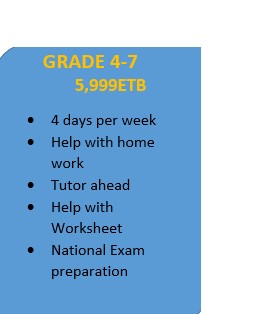 GRADE 4-7
5,999ETB
• 4 days per week
• Help with home
work
• Tutor ahead
• Help with
Worksheet
• National Exam
preparation